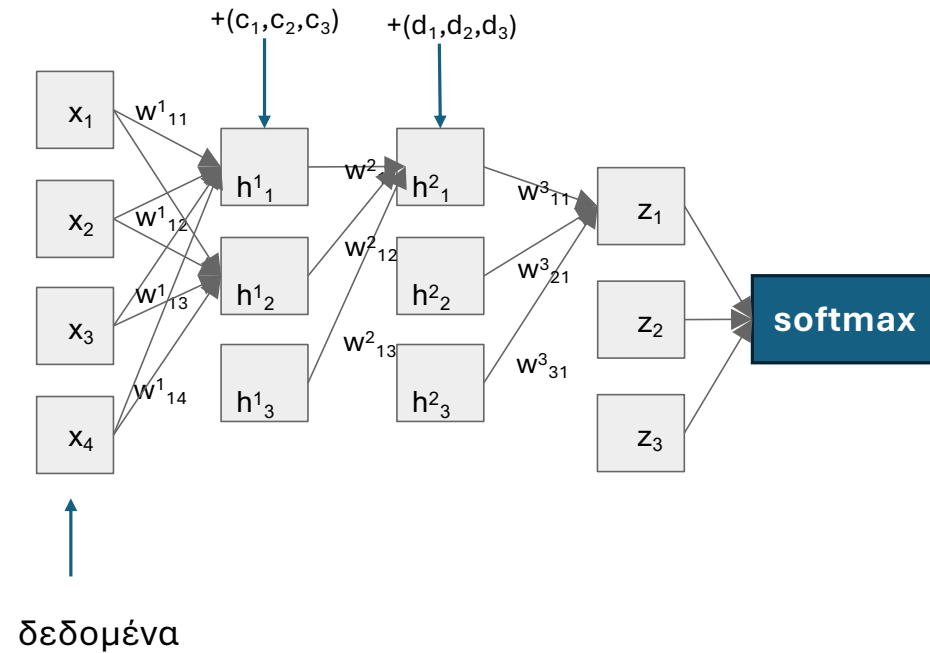 +(c₁,c₂,c₃)
+(d₁,d₂,d₃)
x₁
w¹₁₁
h¹₁
w²
h²₁
w³₁₁
z₁
x₂
w¹₁₂
w²₁₂
w³₂₁
h¹₂
h²₂
x₃
w¹₁₃
z₂
softmax
w²₁₃
w³₃₁
x₄
w¹₁₄
h¹₃
h²₃
z₃
δεδομένα